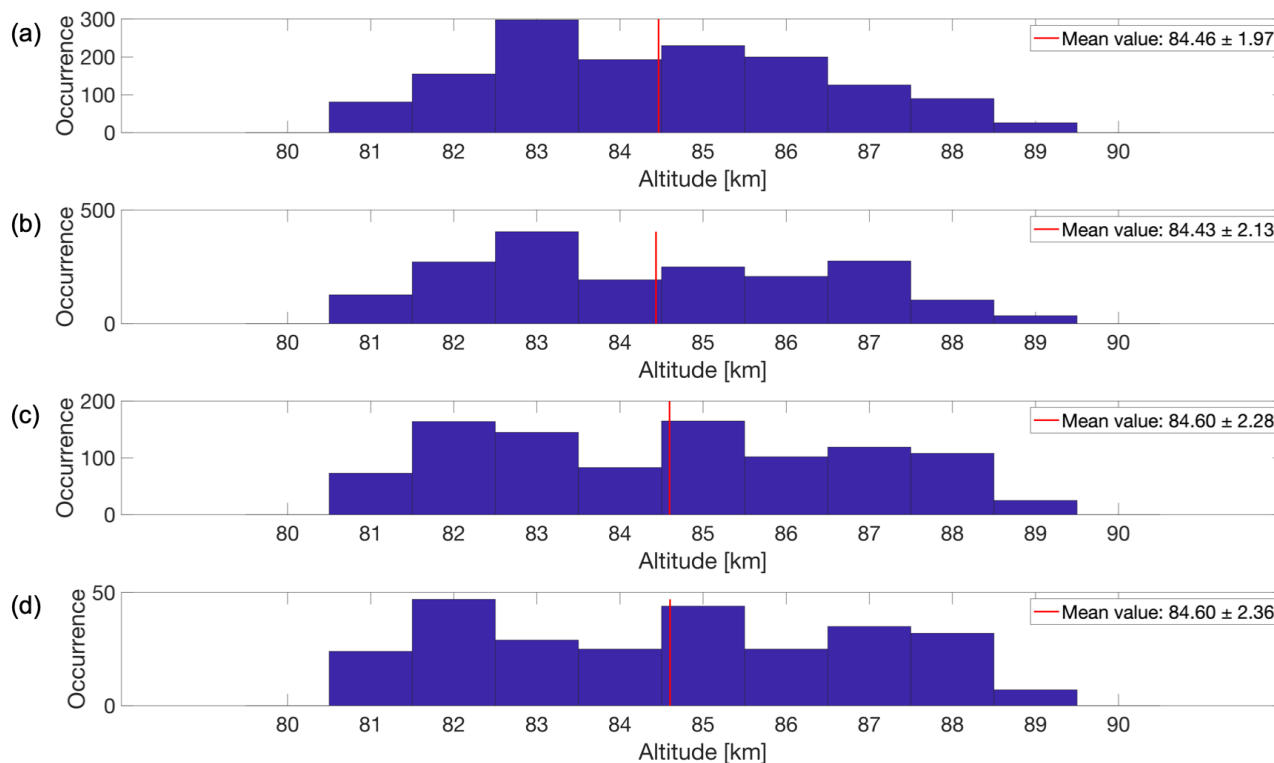 (a)
Occurrence
300
200
100
0
Mean value: 84.46 ± 1.97
80 81 82 83 84 85 86 87 88 89 90
Altitude [km]
(b)
Occurrence
500
0
Mean value: 84.43 ± 2.13
80 81 82 83 84 85 86 87 88 89 90
Altitude [km]
(c)
Occurrence
200
100
0
Mean value: 84.60 ± 2.28
80 81 82 83 84 85 86 87 88 89 90
Altitude [km]
(d)
Occurrence
50
0
Mean value: 84.60 ± 2.36
80 81 82 83 84 85 86 87 88 89 90
Altitude [km]